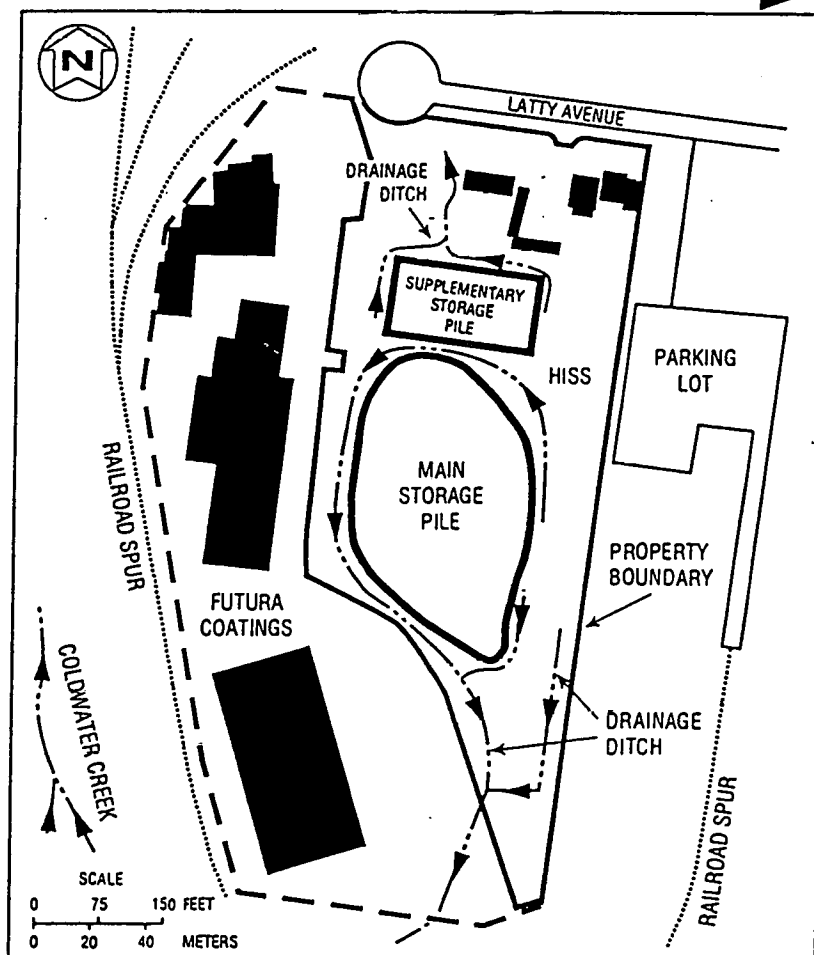 N
LATTY AVENUE
DRAINAGE
DITCH
SUPPLEMENTARY
STORAGE
PILE
HISS
PARKING
LOT
MAIN
STORAGE
PILE
RAILROAD SPUR
PROPERTY
BOUNDARY
FUTURA
COATINGS
COLDWATER CREEK
DRAINAGE
DITCH
RAILROAD SPUR
SCALE
0 75 150 FEET
0 20 40 METERS